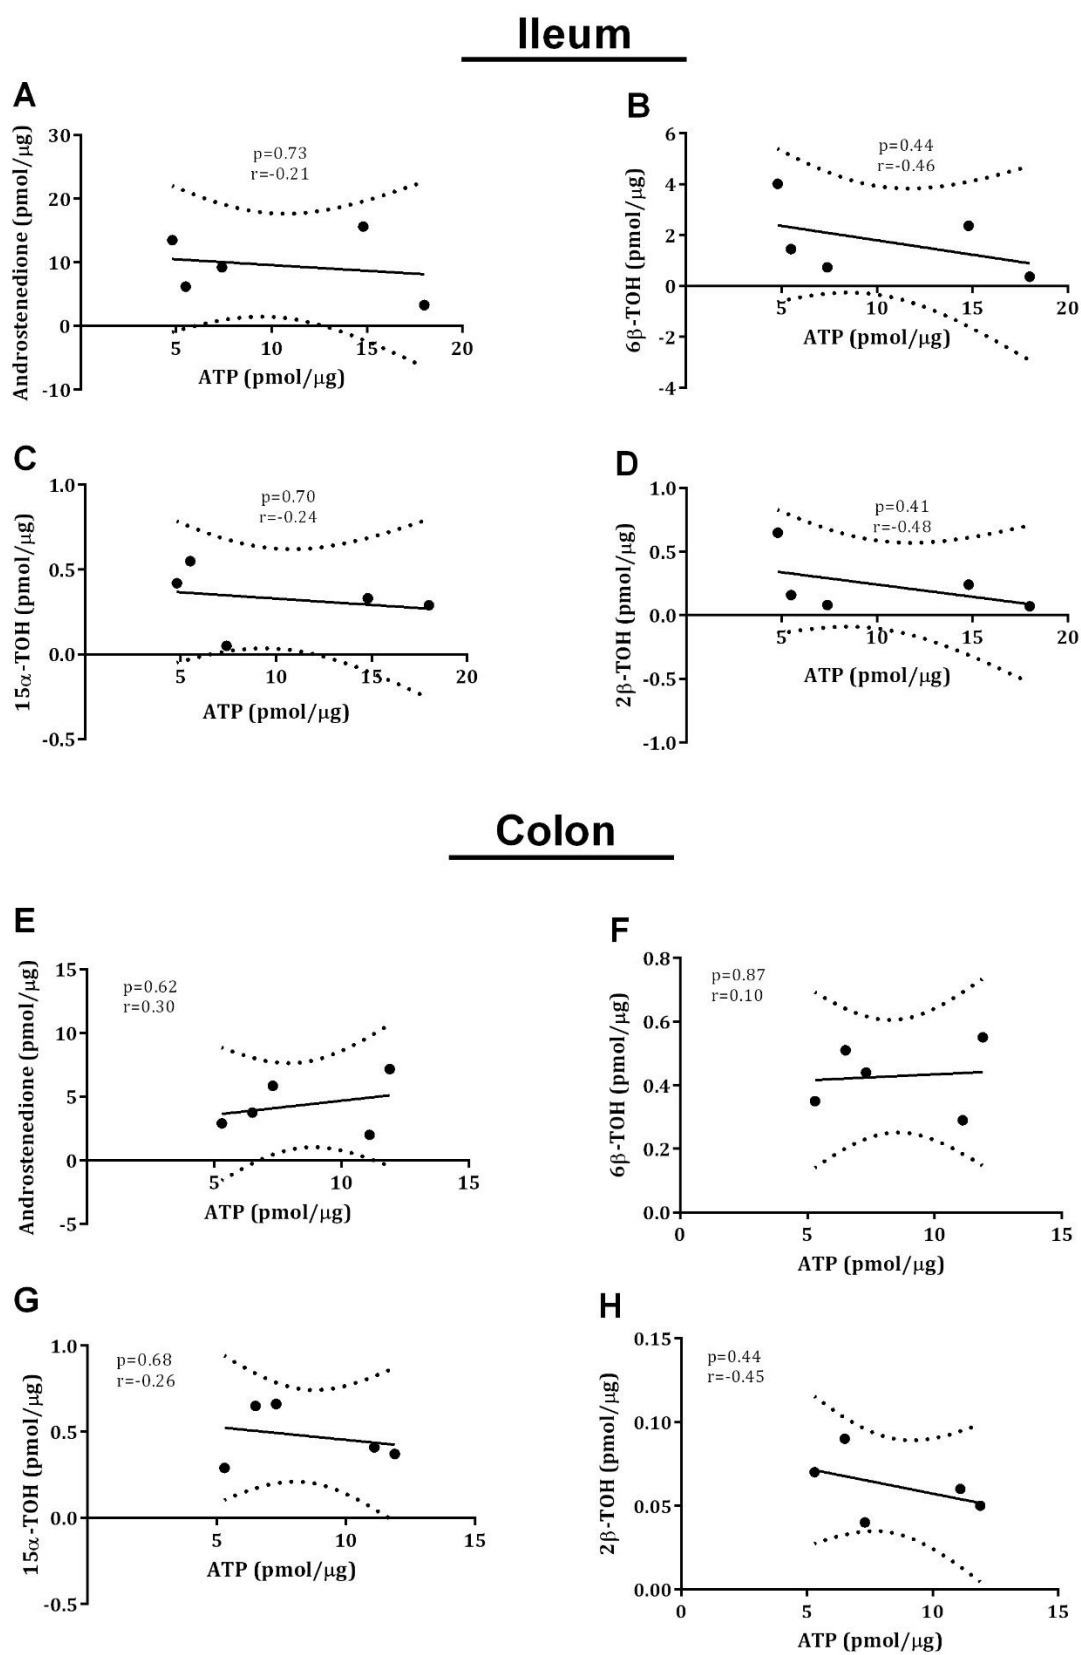 Ileum
A
Androstenedione (pmol/μg)
30
20
10
0
-10
p=0.73
r=-0.21
5
10
15
20
ATP (pmol/μg)
B
6β-TOH (pmol/μg)
6
4
2
0
-2
-4
p=0.44
r=-0.46
5
10
15
20
ATP (pmol/μg)
C
15α-TOH (pmol/μg)
1.0
0.5
0.0
-0.5
p=0.70
r=-0.24
5
10
15
20
ATP (pmol/μg)
D
2β-TOH (pmol/μg)
1.0
0.5
0.0
-0.5
-1.0
p=0.41
r=-0.48
5
10
15
20
ATP (pmol/μg)
Colon
E
Androstenedione (pmol/μg)
15
10
5
0
-5
p=0.62
r=0.30
5
10
15
ATP (pmol/μg)
F
6β-TOH (pmol/μg)
0.8
0.6
0.4
0.2
0.0
p=0.87
r=0.10
0
5
10
15
ATP (pmol/μg)
G
15α-TOH (pmol/μg)
1.0
0.5
0.0
-0.5
p=0.68
r=-0.26
5
10
15
ATP (pmol/μg)
H
2β-TOH (pmol/μg)
0.15
0.10
0.05
0.00
p=0.44
r=-0.45
0
5
10
15
ATP (pmol/μg)